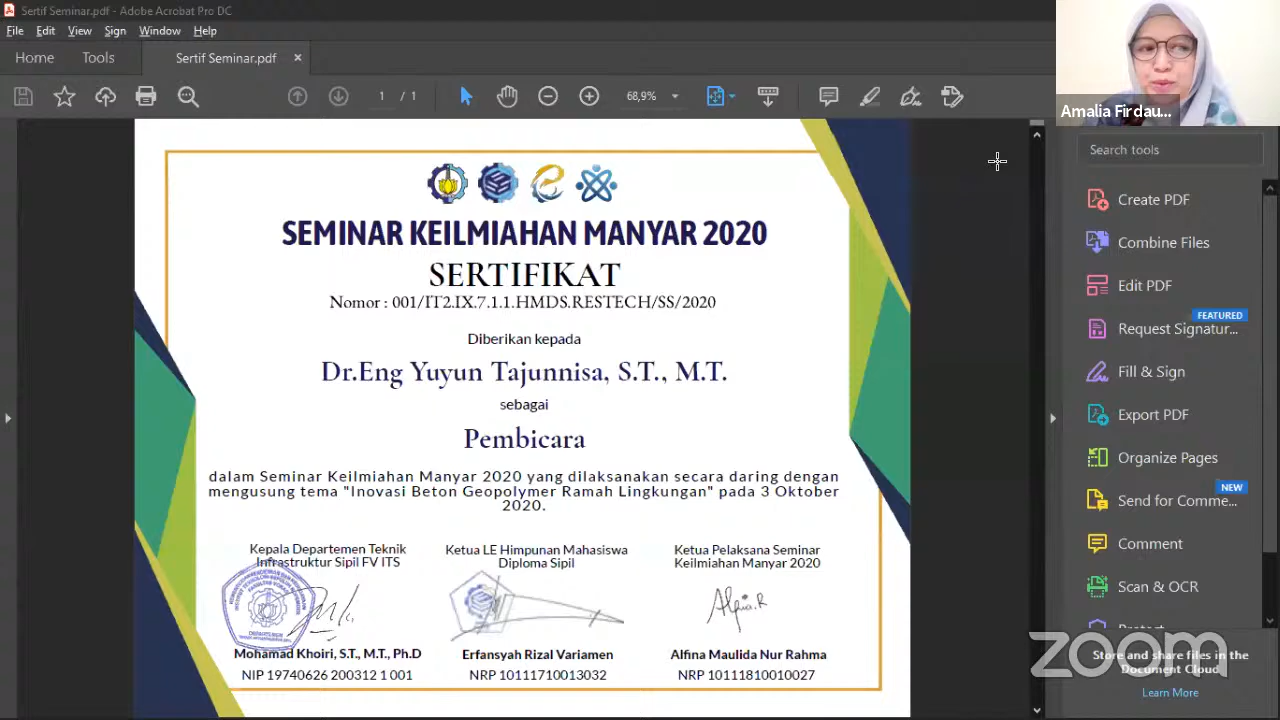 Sertif Seminar.pdf - Adobe Acrobat Pro DC
File Edit View Sign Window Help
Home Tools Sertif Seminar.pdf ×
1 / 1 68,9%
Amalia Firdau...
Search tools
SEMINAR KEILMIAHAN MANYAR 2020
SERTIFIKAT
Nomor : 001/IT2.IX.7.1.1.HMDS.RESTECH/SS/2020
Diberikan kepada
Dr.Eng Yuyun Tajunnisa, S.T., M.T.
sebagai
Pembicara
dalam Seminar Keilmiahan Manyar 2020 yang dilaksanakan secara daring dengan
mengusung tema "Inovasi Beton Geopolymer Ramah Lingkungan" pada 3 Oktober
2020.
Kepala Departemen Teknik
Infrastruktur Sipil FV ITS
Mohamad Khoiri, S.T., M.T., Ph.D
NIP 19740626 200312 1 001
Ketua LE Himpunan Mahasiswa
Diploma Sipil
Erfansyah Rizal Variamen
NRP 10111710013032
Ketua Pelaksana Seminar
Keilmiahan Manyar 2020
Alfina Maulida Nur Rahma
NRP 10111810010027
Create PDF
Combine Files
Edit PDF
FEATURED
Request Signatur...
Fill & Sign
Export PDF
Organize Pages
NEW
Send for Comme...
Comment
Scan & OCR
Protect
Store and share files in the
Document Cloud
Learn More
zoom